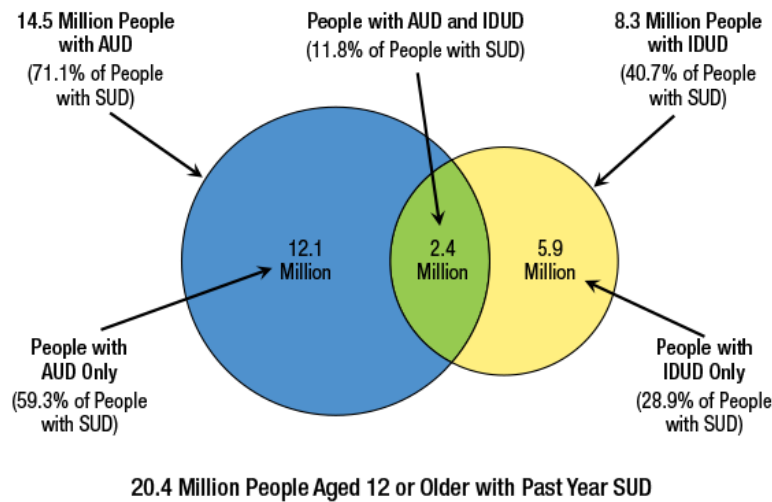 14.5 Million People
with AUD
(71.1% of People
with SUD)
People with AUD and IDUD
(11.8% of People with SUD)
8.3 Million People
with IDUD
(40.7% of People
with SUD)
12.1
Million
2.4
Million
5.9
Million
People with
AUD Only
(59.3% of People
with SUD)
People with
IDUD Only
(28.9% of People
with SUD)
20.4 Million People Aged 12 or Older with Past Year SUD